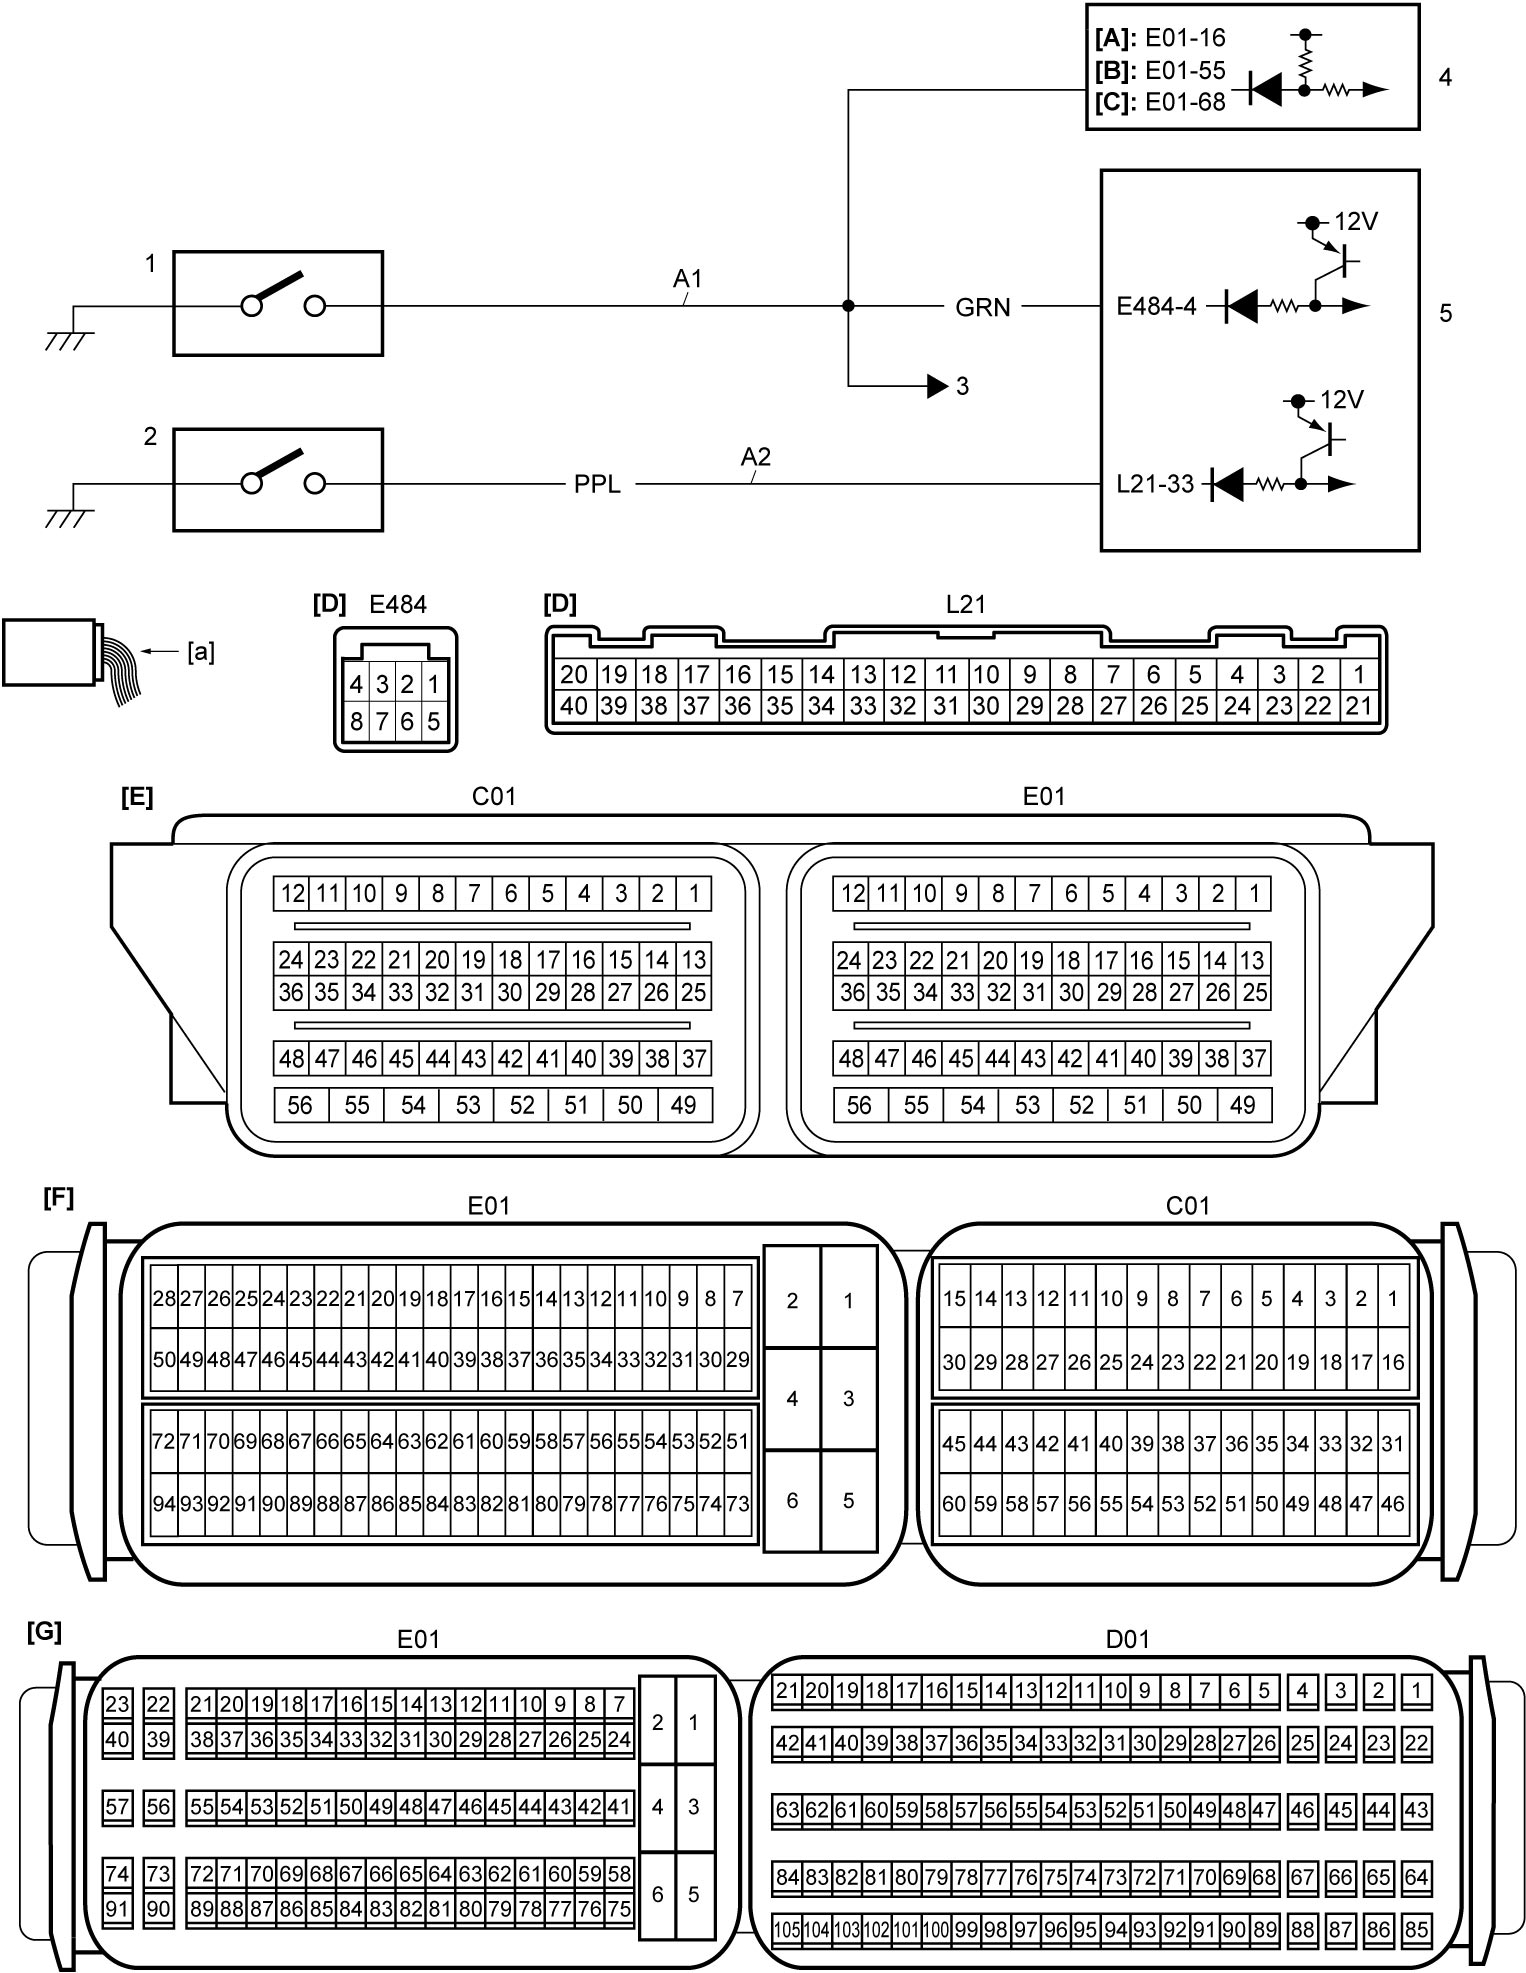 [A]: E01-16
[B]: E01-55
[C]: E01-68
4
12V
1
A1
GRN
E484-4
5
3
12V
2
PPL
A2
L21-33
[a]
[D] E484
4 3 2 1
8 7 6 5
[D] L21
20 19 18 17 16 15 14 13 12 11 10 9 8 7 6 5 4 3 2 1
40 39 38 37 36 35 34 33 32 31 30 29 28 27 26 25 24 23 22 21
[E] C01 E01
12 11 10 9 8 7 6 5 4 3 2 1 12 11 10 9 8 7 6 5 4 3 2 1
24 23 22 21 20 19 18 17 16 15 14 13 24 23 22 21 20 19 18 17 16 15 14 13
36 35 34 33 32 31 30 29 28 27 26 25 36 35 34 33 32 31 30 29 28 27 26 25
48 47 46 45 44 43 42 41 40 39 38 37 48 47 46 45 44 43 42 41 40 39 38 37
56 55 54 53 52 51 50 49 56 55 54 53 52 51 50 49
[F] E01 C01
28 27 26 25 24 23 22 21 20 19 18 17 16 15 14 13 12 11 10 9 8 7 2 1 15 14 13 12 11 10 9 8 7 6 5 4 3 2 1
50 49 48 47 46 45 44 43 42 41 40 39 38 37 36 35 34 33 32 31 30 29 30 29 28 27 26 25 24 23 22 21 20 19 18 17 16
4 3
72 71 70 69 68 67 66 65 64 63 62 61 60 59 58 57 56 55 54 53 52 51 45 44 43 42 41 40 39 38 37 36 35 34 33 32 31
94 93 92 91 90 89 88 87 86 85 84 83 82 81 80 79 78 77 76 75 74 73 6 5 60 59 58 57 56 55 54 53 52 51 50 49 48 47 46
[G] E01 D01
23 22 21 20 19 18 17 16 15 14 13 12 11 10 9 8 7 2 1 21 20 19 18 17 16 15 14 13 12 11 10 9 8 7 6 5 4 3 2 1
40 39 38 37 36 35 34 33 32 31 30 29 28 27 26 25 24 42 41 40 39 38 37 36 35 34 33 32 31 30 29 28 27 26 25 24 23 22
57 56 55 54 53 52 51 50 49 48 47 46 45 44 43 42 41 4 3 63 62 61 60 59 58 57 56 55 54 53 52 51 50 49 48 47 46 45 44 43
74 73 72 71 70 69 68 67 66 65 64 63 62 61 60 59 58 6 5 84 83 82 81 80 79 78 77 76 75 74 73 72 71 70 69 68 67 66 65 64
91 90 89 88 87 86 85 84 83 82 81 80 79 78 77 76 75 105 104 103 102 101 100 99 98 97 96 95 94 93 92 91 90 89 88 87 86 85